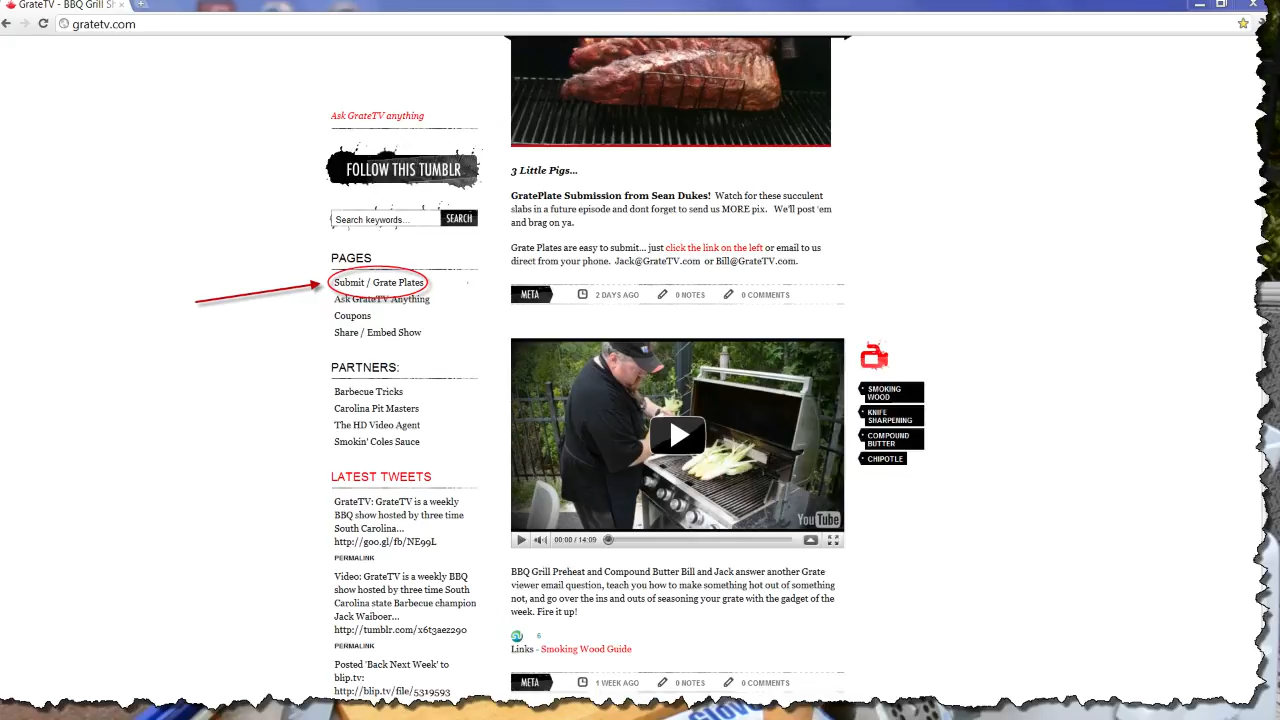 GrateTV - BBQ Grill S
gratetv.com
Ask GrateTV anything
FOLLOW THIS TUMBLR
Search keywords...
SEARCH
PAGES
Submit / Grate Plates
Ask GrateTV Anything
Coupons
Share / Embed Show
PARTNERS:
Barbecue Tricks
Carolina Pit Masters
The HD Video Agent
Smokin' Coles Sauce
LATEST TWEETS
GrateTV: GrateTV is a weekly
BBQ show hosted by three time
South Carolina...
http://goo.gl/fb/NE99L
PERMALINK
Video: GrateTV is a weekly BBQ
show hosted by three time South
Carolina state Barbecue champion
Jack Waiboer...
http://tumblr.com/x6t3aez290
PERMALINK
Posted 'Back Next Week' to
blip.tv:
http://blip.tv/file/5319593
3 Little Pigs...
GratePlate Submission from Sean Dukes! Watch for these succulent
slabs in a future episode and dont forget to send us MORE pix. We'll post 'em
and brag on ya.
Grate Plates are easy to submit... just click the link on the left or email to us
direct from your phone. Jack@GrateTV.com or Bill@GrateTV.com.
META 2 DAYS AGO 0 NOTES 0 COMMENTS
YouTube
00:00 / 14:09
SMOKING
WOOD
KNIFE
SHARPENING
COMPOUND
BUTTER
CHIPOTLE
BBQ Grill Preheat and Compound Butter Bill and Jack answer another Grate
viewer email question, teach you how to make something hot out of something
not, and go over the ins and outs of seasoning your grate with the gadget of the
week. Fire it up!
6
Links - Smoking Wood Guide
META 1 WEEK AGO 0 NOTES 0 COMMENTS